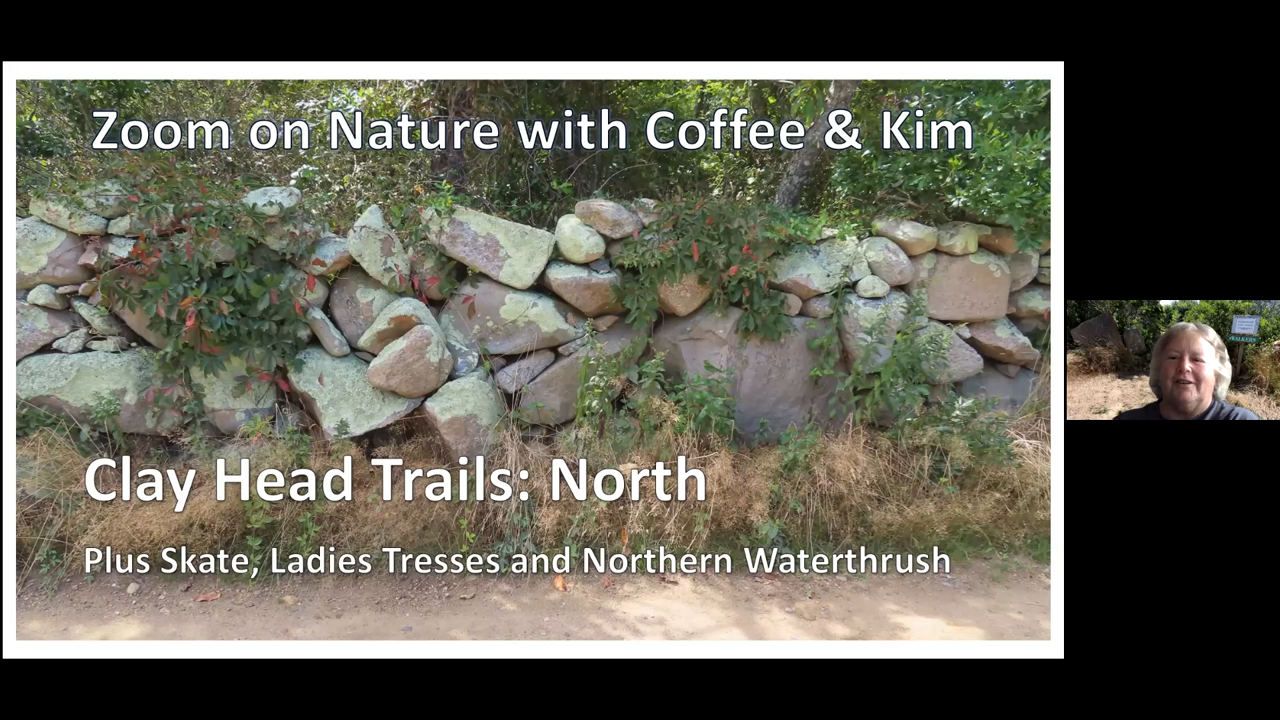 Zoom on Nature with Coffee & Kim
Clay Head Trails: North
Plus Skate, Ladies Tresses and Northern Waterthrush